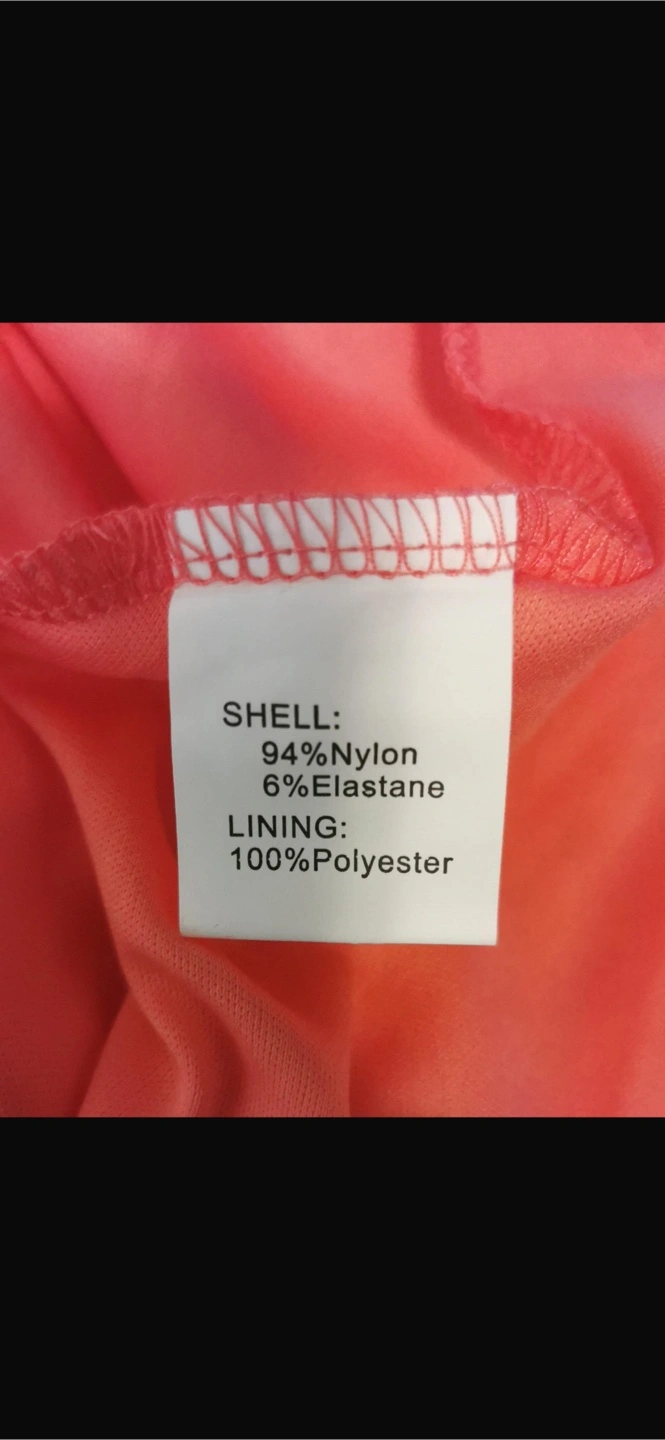 SHELL:
94%Nylon
6%Elastane
LINING:
100%Polyester